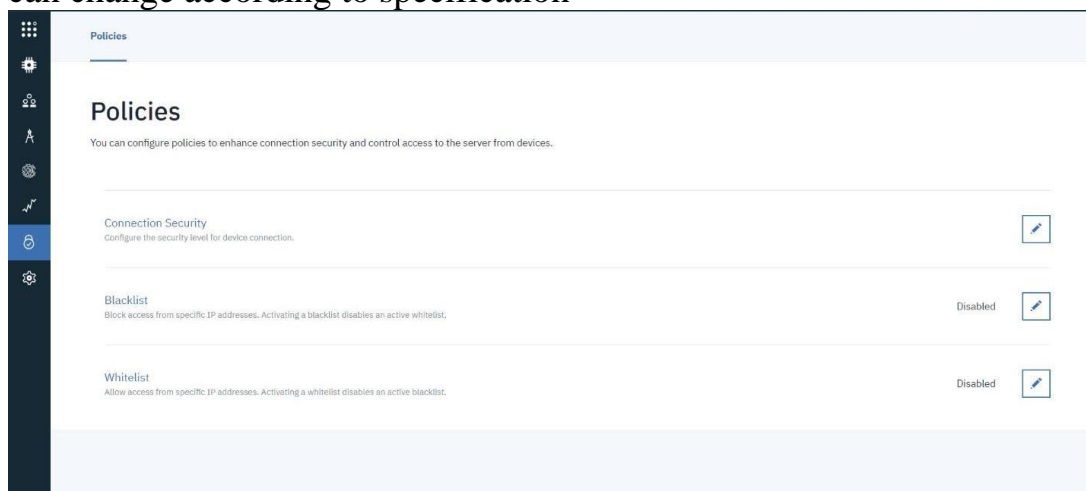 can change according to specification
Policies
Policies
You can configure policies to enhance connection security and control access to the server from devices.
Connection Security
Configure the security level for device connection.
Blacklist
Block access from specific IP addresses. Activating a blacklist disables an active whitelist.
Disabled
Whitelist
Allow access from specific IP addresses. Activating a whitelist disables an active blacklist.
Disabled